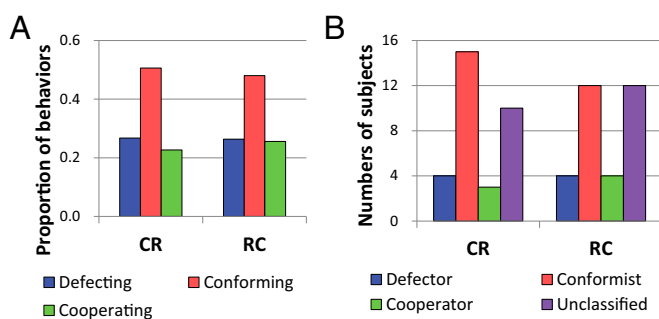 A
Proportion of behaviors
0.6
0.4
0.2
0.0
CR RC
Defecting Conforming
Cooperating
B
Numbers of subjects
16
12
8
4
0
CR RC
Defector Conformist
Cooperator Unclassified